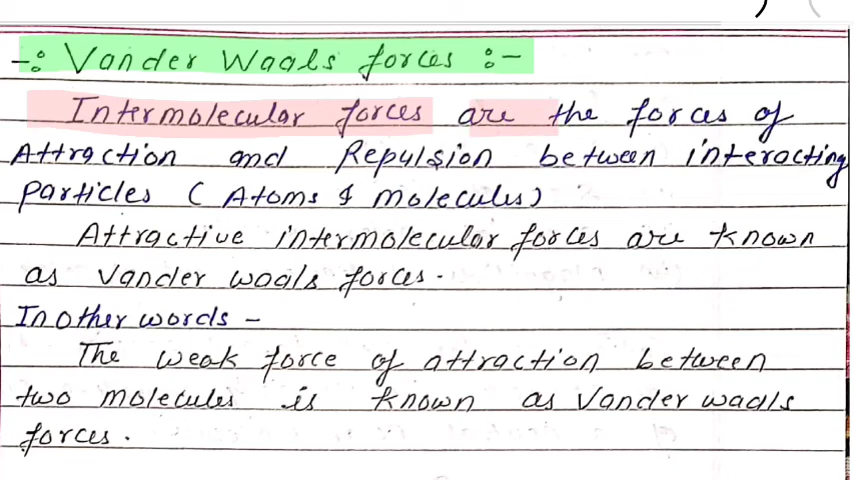 -: Vander Waals forces :-
Intermolecular forces are the forces of
Attraction and Repulsion between interacting
particles (Atoms & molecules)
Attractive intermolecular forces are known
as Vander waals forces.
In other words -
The weak force of attraction between
two molecules is known as Vander waals
forces.